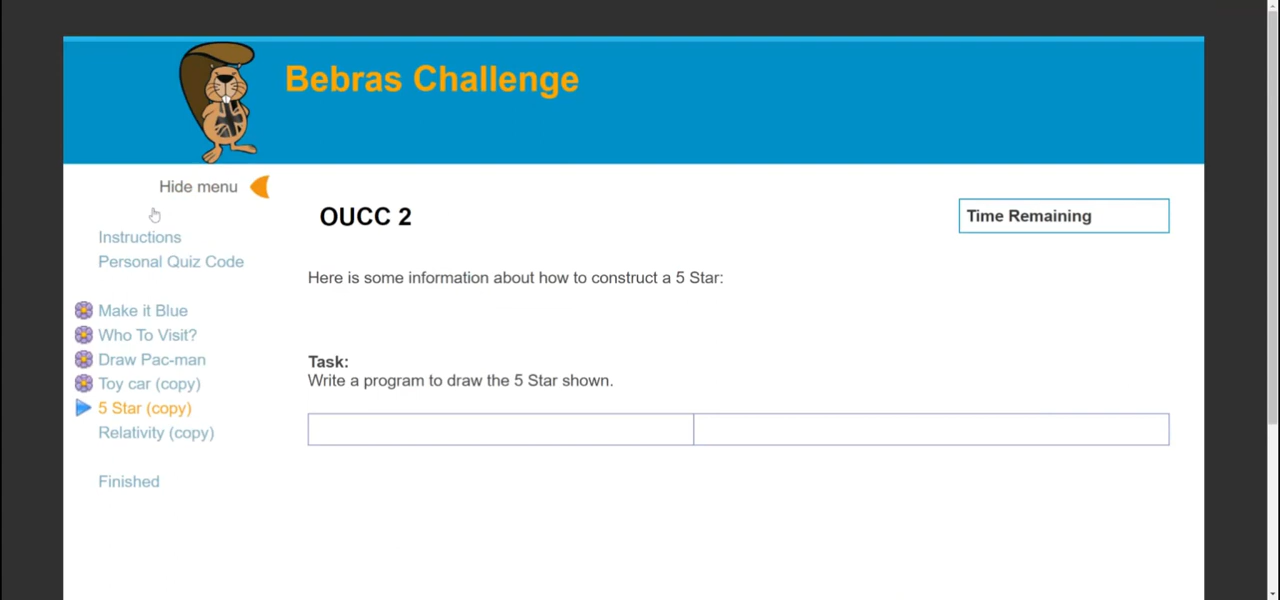 Bebras Challenge
Hide menu
Instructions
Personal Quiz Code
Make it Blue
Who To Visit?
Draw Pac-man
Toy car (copy)
5 Star (copy)
Relativity (copy)
Finished
OUCC 2
Time Remaining
Here is some information about how to construct a 5 Star:
Task:
Write a program to draw the 5 Star shown.